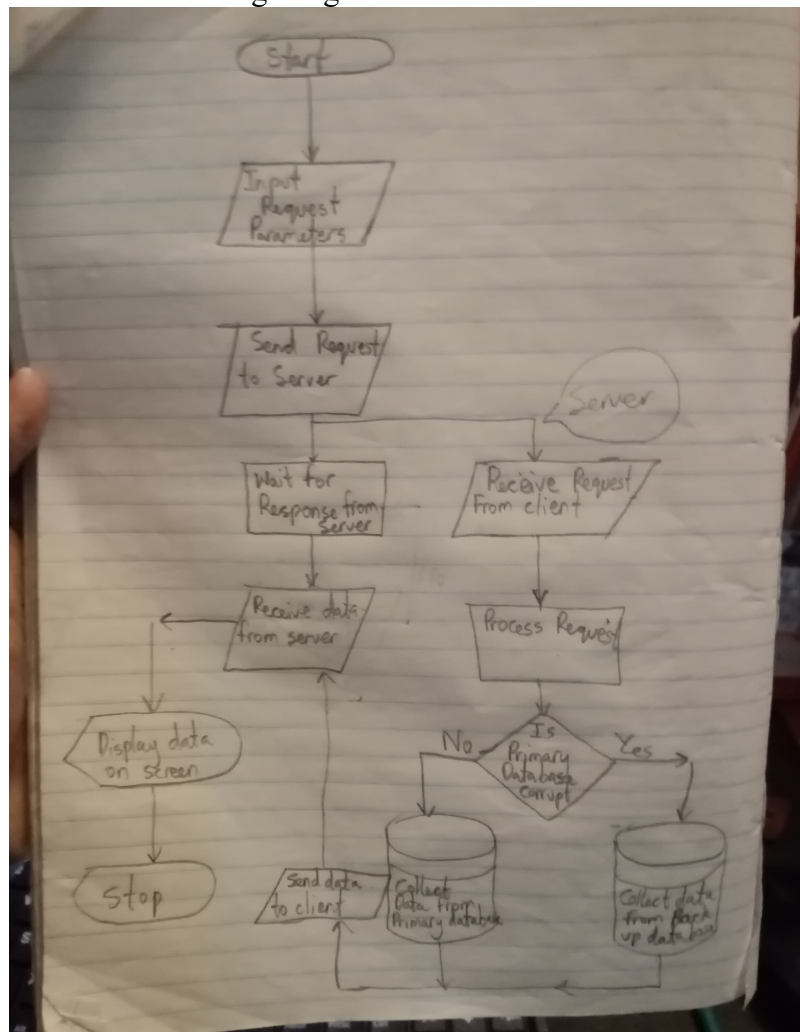 Start
Input
Request
Parameters
Send Request
to Server
Server
Wait for
Response from
Server
Receive Request
From client
Receive data
from server
Process Request
Display data
on screen
No
Is
Primary
Database
Corrupt
Yes
Stop
Send data
to client
Collect
Data from
Primary database
Collect data
from Back
up database